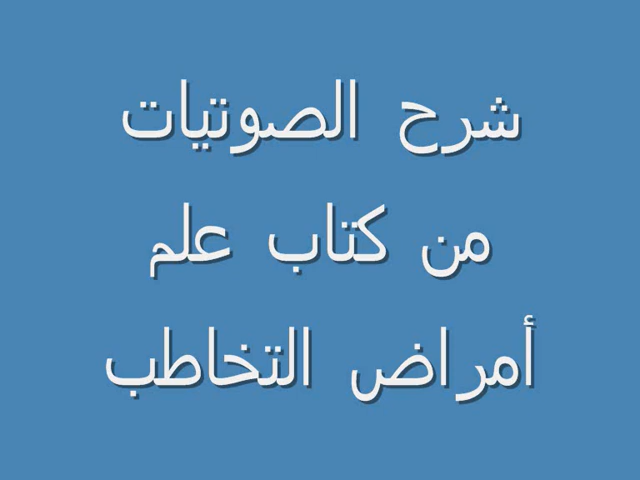 شرح الصوتيات
من كتاب علم
أمراض التخاطب